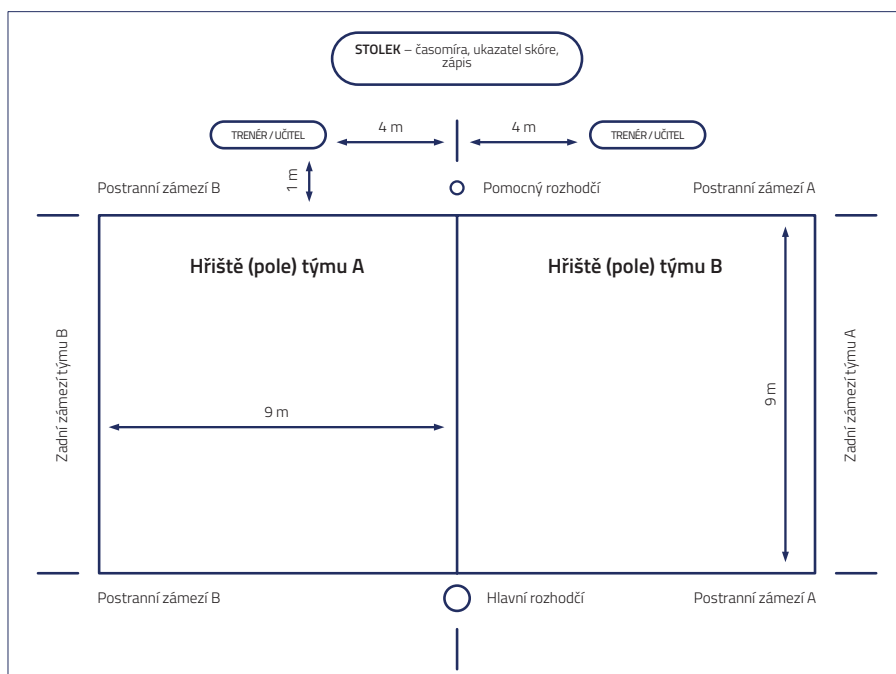 STOLEK – časomíra, ukazatel skóre,
zápis
TRENÉR / UČITEL
4 m
4 m
TRENÉR / UČITEL
1 m
Postranní zámezí B
Pomocný rozhodčí
Postranní zámezí A
Hřiště (pole) týmu A
Hřiště (pole) týmu B
Zadní zámezí týmu B
9 m
9 m
Zadní zámezí týmu A
Postranní zámezí B
Hlavní rozhodčí
Postranní zámezí A